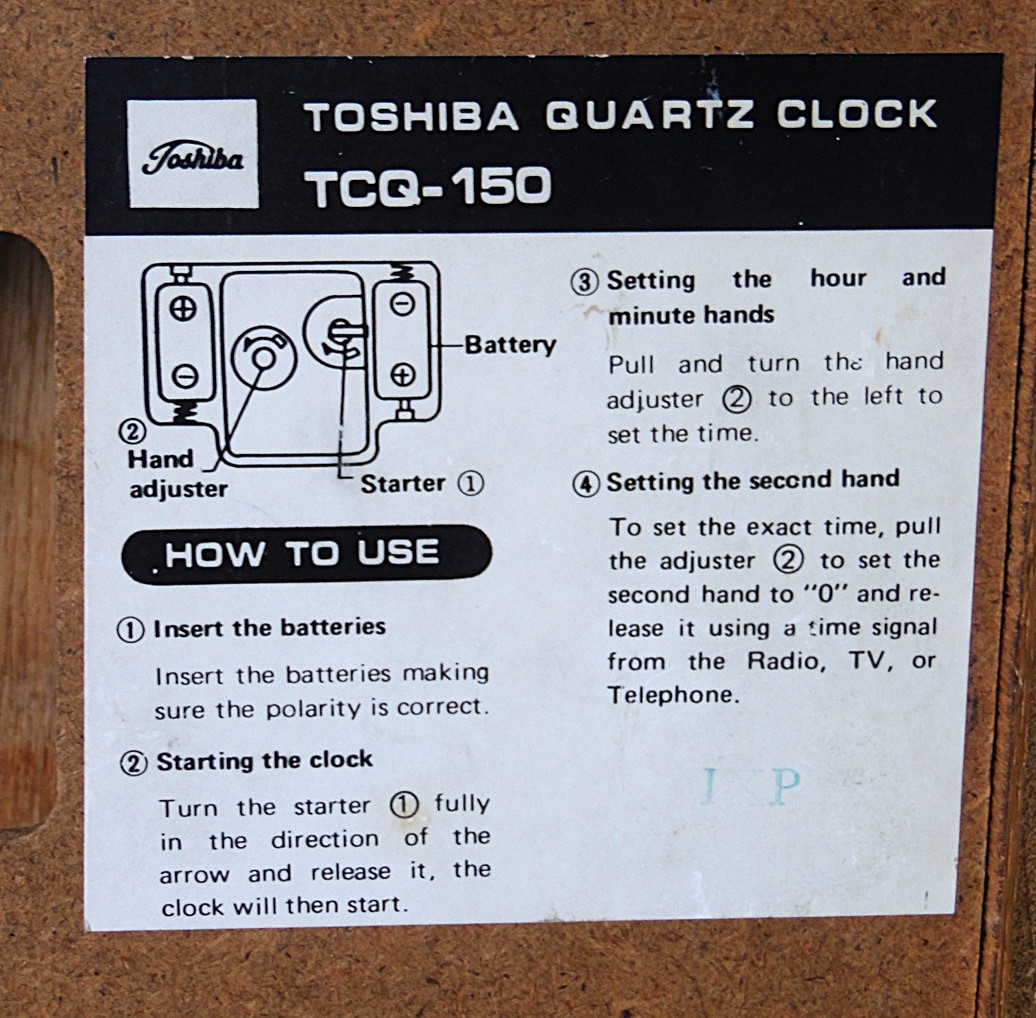 Toshiba
TOSHIBA QUARTZ CLOCK
TCQ-150
Battery
② Hand
adjuster
Starter ①
HOW TO USE
① Insert the batteries
Insert the batteries making
sure the polarity is correct.
② Starting the clock
Turn the starter ① fully
in the direction of the
arrow and release it, the
clock will then start.
③ Setting the hour and
minute hands
Pull and turn the hand
adjuster ② to the left to
set the time.
④ Setting the second hand
To set the exact time, pull
the adjuster ② to set the
second hand to "0" and re-
lease it using a time signal
from the Radio, TV, or
Telephone.